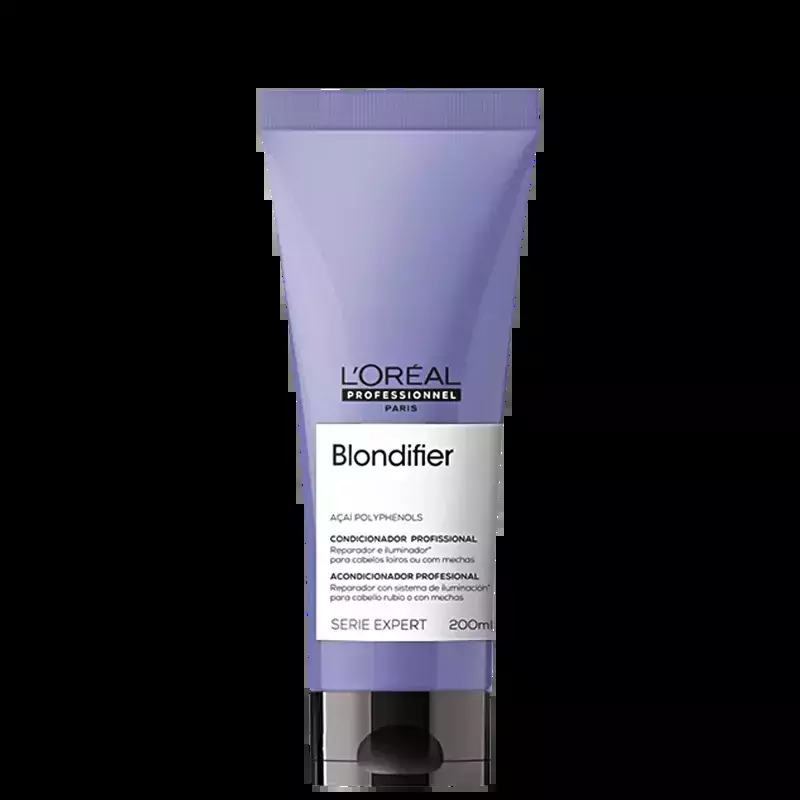 L'ORÉAL
PROFESSIONNEL
PARIS
Blondifier
AÇAÍ POLYPHENOLS
CONDICIONADOR PROFISSIONAL
Reparador e iluminador*
para cabelos loiros ou com mechas
ACONDICIONADOR PROFESIONAL
Reparador con sistema de iluminación*
para cabello rubio o con mechas
SERIE EXPERT 200ml